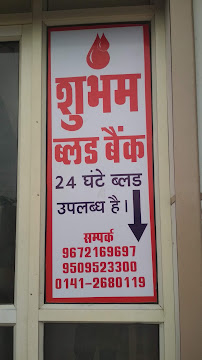 शुभम
ब्लड बैंक
24 घंटे ब्लड
उपलब्ध है।
सम्पर्क
9672169697
9509523300
0141-2680119